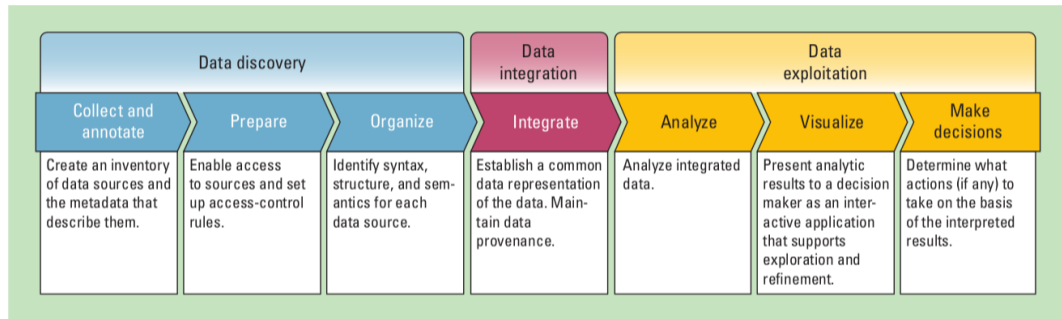 Data discovery
Data
integration
Data
exploitation
Collect and
annotate
Prepare
Organize
Integrate
Analyze
Visualize
Make
decisions
Create an inventory
of data sources and
the metadata that
describe them.
Enable access
to sources and set
up access-control
rules.
Identify syntax,
structure, and sem-
antics for each
data source.
Establish a common
data representation
of the data. Main-
tain data
provenance.
Analyze integrated
data.
Present analytic
results to a decision
maker as an inter-
active application
that supports
exploration and
refinement.
Determine what
actions (if any) to
take on the basis
of the interpreted
results.